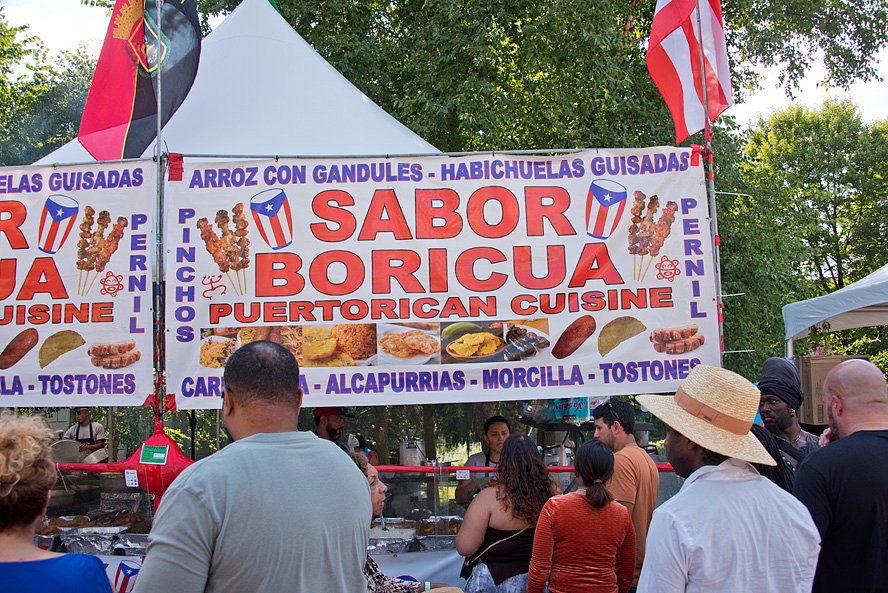 LAS GUISADAS
R
UA
UISINE
PERNIL
LA - TOSTONES
ARROZ CON GANDULES - HABICHUELAS GUISADAS
PINCHOS
SABOR
BORICUA
PUERTORICAN CUISINE
PERNIL
- ALCAPURRIAS - MORCILLA - TOSTONES